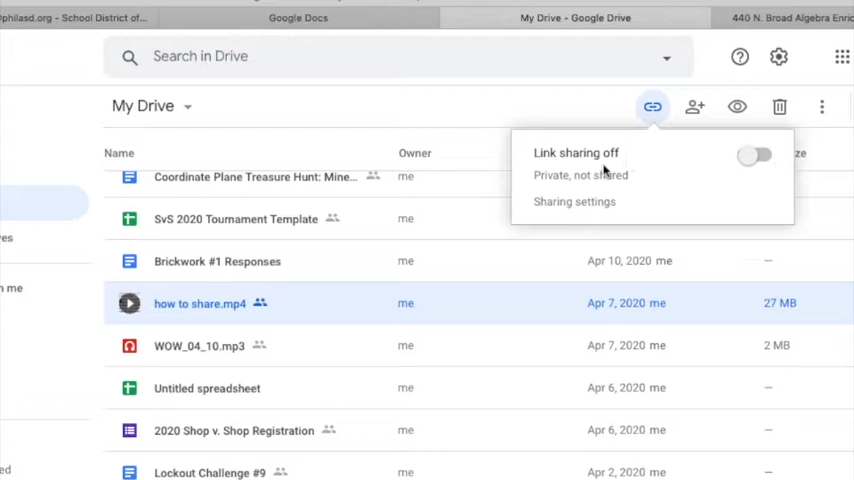 philasd.org - School District of... Google Docs My Drive - Google Drive 440 N. Broad Algebra Enric
Search in Drive
My Drive
Name Owner ze
Link sharing off
Private, not shared
Sharing settings
Coordinate Plane Treasure Hunt: Mine... me
SvS 2020 Tournament Template me
ves
Brickwork #1 Responses me Apr 10, 2020 me —
n me
how to share.mp4 me Apr 7, 2020 me 27 MB
WOW_04_10.mp3 me Apr 7, 2020 me 2 MB
Untitled spreadsheet me Apr 6, 2020 me —
2020 Shop v. Shop Registration me Apr 6, 2020 me —
ed
Lockout Challenge #9 me Apr 2, 2020 me —